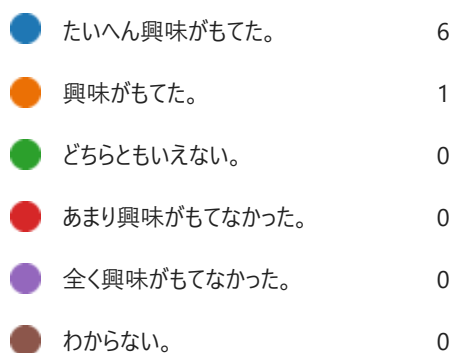 たいへん興味がもてた。 6
興味がもてた。 1
どちらともいえない。 0
あまり興味がもてなかった。 0
全く興味がもてなかった。 0
わからない。 0